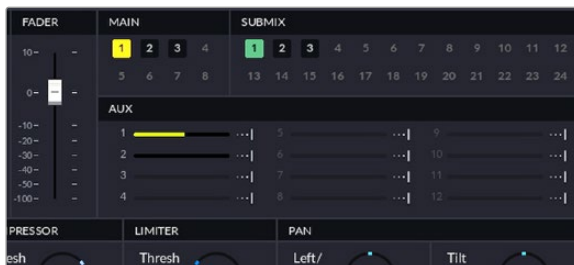 FADER MAIN SUBMIX
10 1 2 3 4 1 2 3 4 5 6 7 8 9 10 11 12
5 6 7 8 13 14 15 16 17 18 19 20 21 22 23 24
0
AUX
-10 1 5 9
-20 2 6 10
-30
-40 3 7 11
-50
-100 4 8 12
PRESSOR LIMITER PAN
esh Thresh Left/ Tilt